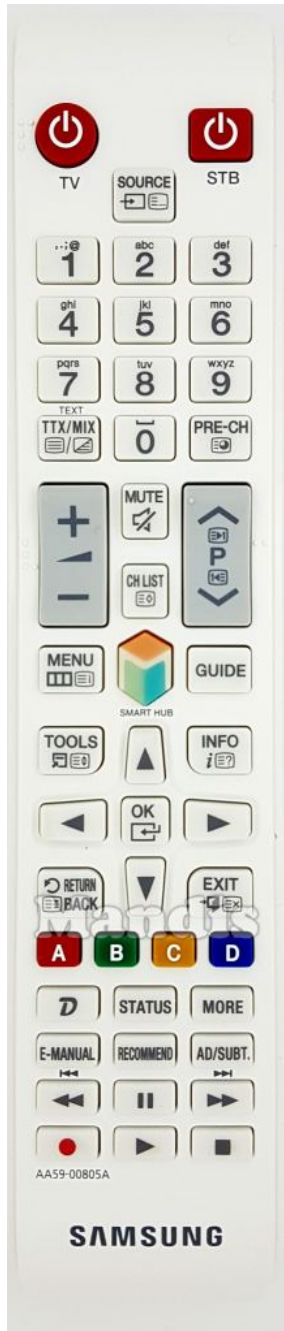 TV STB
SOURCE
.,;@ abc def
1 2 3
ghi jkl mno
4 5 6
pqrs tuv wxyz
7 8 9
TEXT
TTX/MIX 0 PRE-CH
MUTE
+ P
CH LIST
−
MENU GUIDE
SMART HUB
TOOLS INFO
i
OK
RETURN EXIT
BACK
Mandis
A B C D
D STATUS MORE
E-MANUAL RECOMMEND AD/SUBT.
AA59-00805A
SAMSUNG